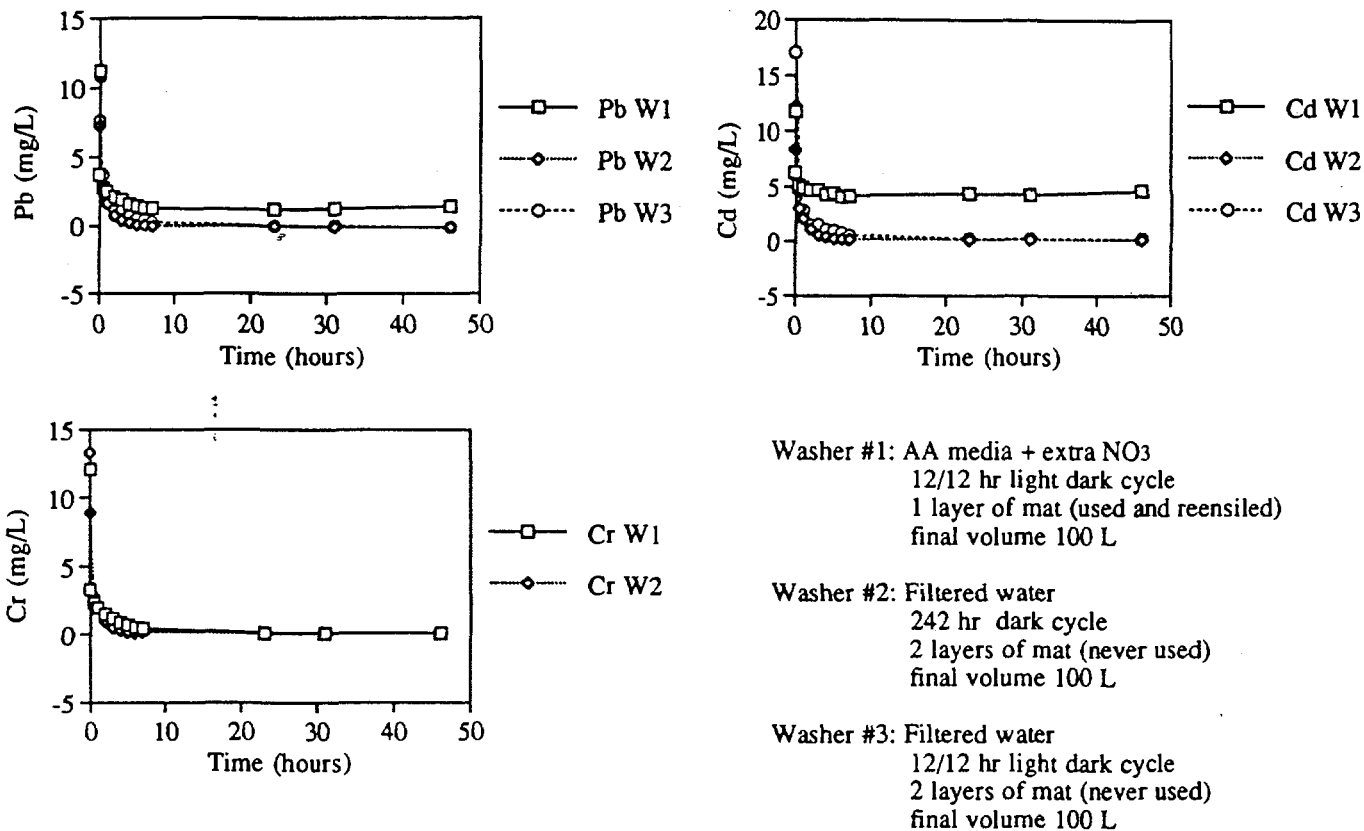 15
10
5
0
-5
Pb (mg/L)
0 10 20 30 40 50
Time (hours)
Pb W1
Pb W2
Pb W3
20
15
10
5
0
-5
Cd (mg/L)
0 10 20 30 40 50
Time (hours)
Cd W1
Cd W2
Cd W3
15
10
5
0
-5
Cr (mg/L)
0 10 20 30 40 50
Time (hours)
Cr W1
Cr W2
Washer #1: AA media + extra NO3
12/12 hr light dark cycle
1 layer of mat (used and reensiled)
final volume 100 L
Washer #2: Filtered water
242 hr dark cycle
2 layers of mat (never used)
final volume 100 L
Washer #3: Filtered water
12/12 hr light dark cycle
2 layers of mat (never used)
final volume 100 L